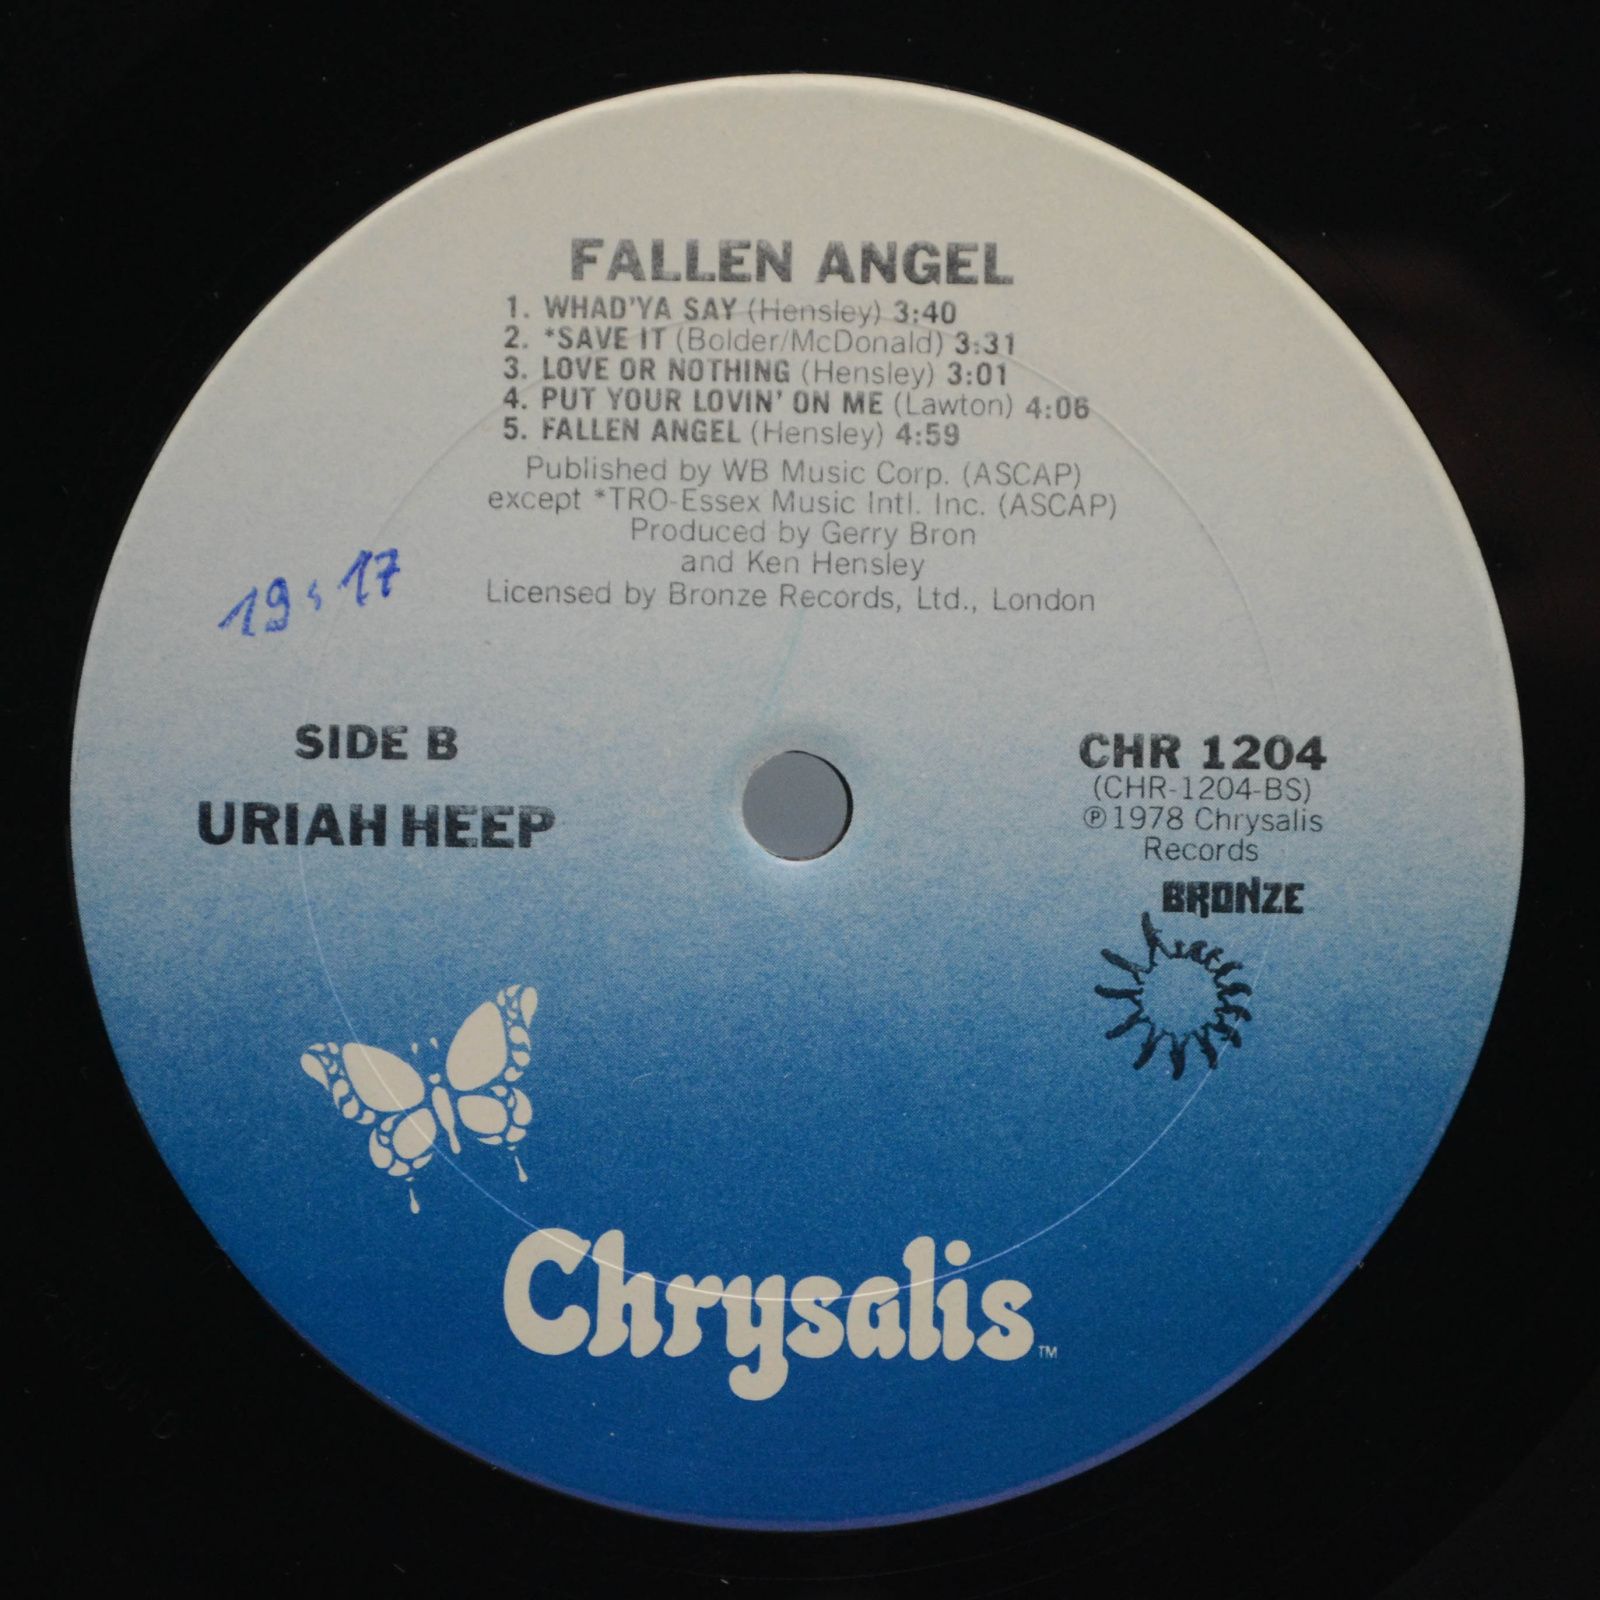 FALLEN ANGEL
1. WHAD'YA SAY (Hensley) 3:40
2. *SAVE IT (Bolder/McDonald) 3:31
3. LOVE OR NOTHING (Hensley) 3:01
4. PUT YOUR LOVIN' ON ME (Lawton) 4:06
5. FALLEN ANGEL (Hensley) 4:59
Published by WB Music Corp. (ASCAP)
except *TRO-Essex Music Intl. Inc. (ASCAP)
Produced by Gerry Bron
and Ken Hensley
Licensed by Bronze Records, Ltd., London
19:17
SIDE B
URIAH HEEP
CHR 1204
(CHR-1204-BS)
℗1978 Chrysalis
Records
BRONZE
Chrysalis™